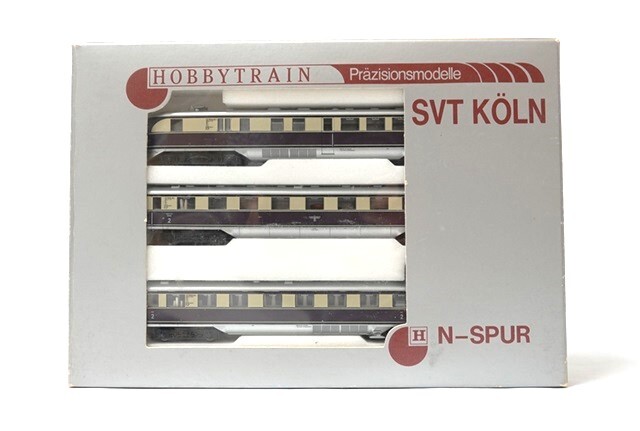 HOBBYTRAIN Präzisionsmodelle
SVT KÖLN
H N-SPUR